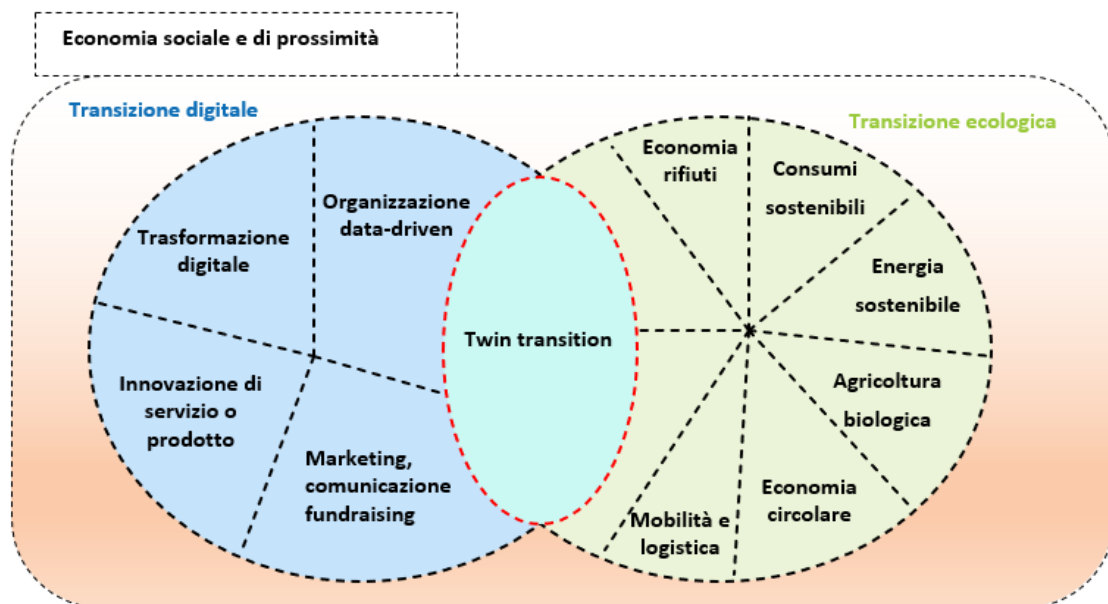 Economia sociale e di prossimità
Transizione digitale
Transizione ecologica
Organizzazione
data-driven
Trasformazione
digitale
Innovazione di
servizio o
prodotto
Marketing,
comunicazione
fundraising
Twin transition
Economia
rifiuti
Consumi
sostenibili
Energia
sostenibile
Agricoltura
biologica
Economia
circolare
Mobilità e
logistica